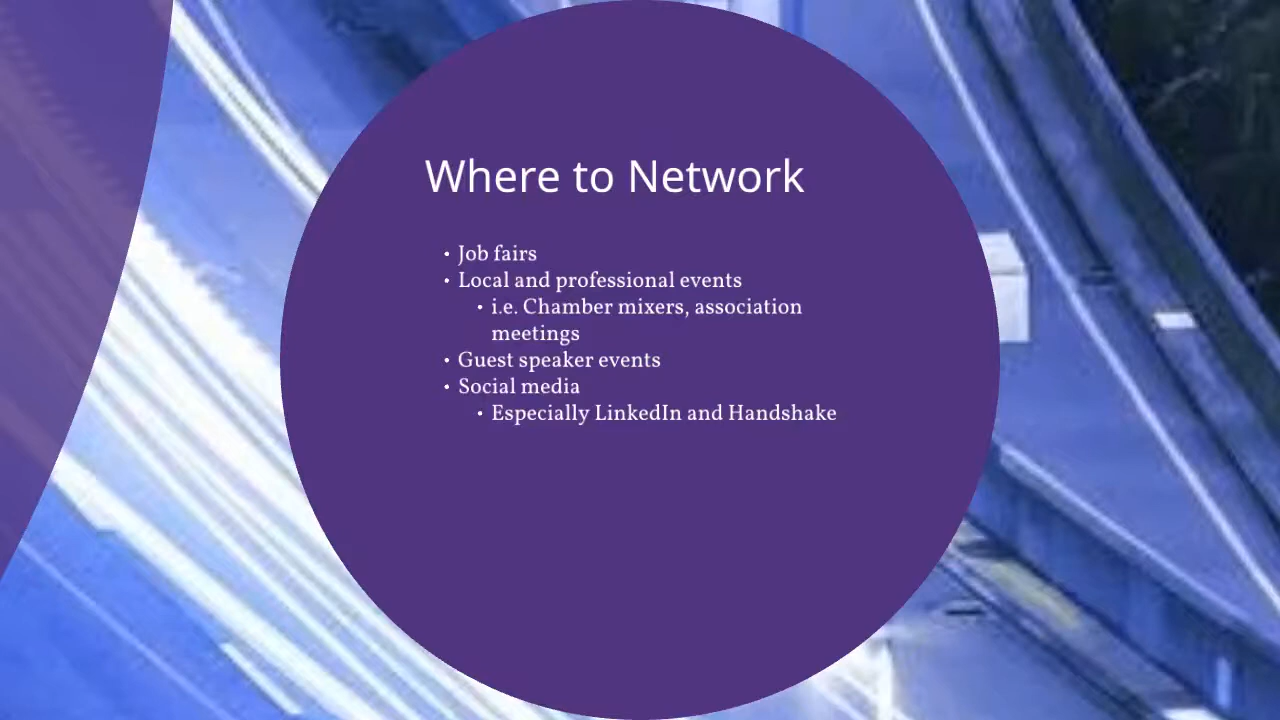 Where to Network
• Job fairs
• Local and professional events
• i.e. Chamber mixers, association
meetings
• Guest speaker events
• Social media
• Especially LinkedIn and Handshake